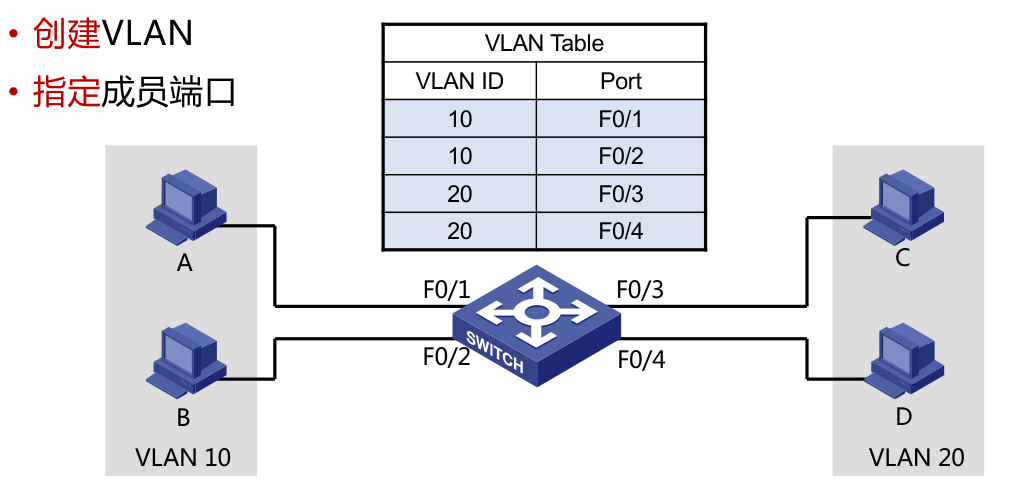 • 创建VLAN
• 指定成员端口
VLAN Table
VLAN ID Port
10 F0/1
10 F0/2
20 F0/3
20 F0/4
A
C
F0/1 F0/3
SWITCH
F0/2 F0/4
B
D
VLAN 10
VLAN 20